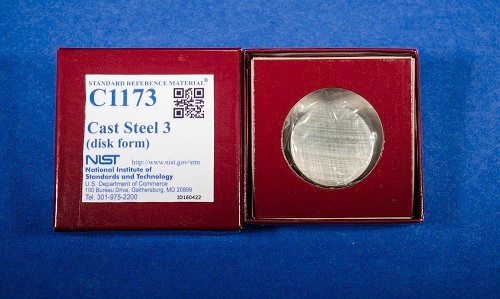 STANDARD REFERENCE MATERIAL®
C1173
Cast Steel 3
(disk form)
NIST http://www.nist.gov/srm
National Institute of
Standards and Technology
U.S. Department of Commerce
100 Bureau Drive, Gaithersburg, MD 20899
Tel. 301-975-2200 ID160422